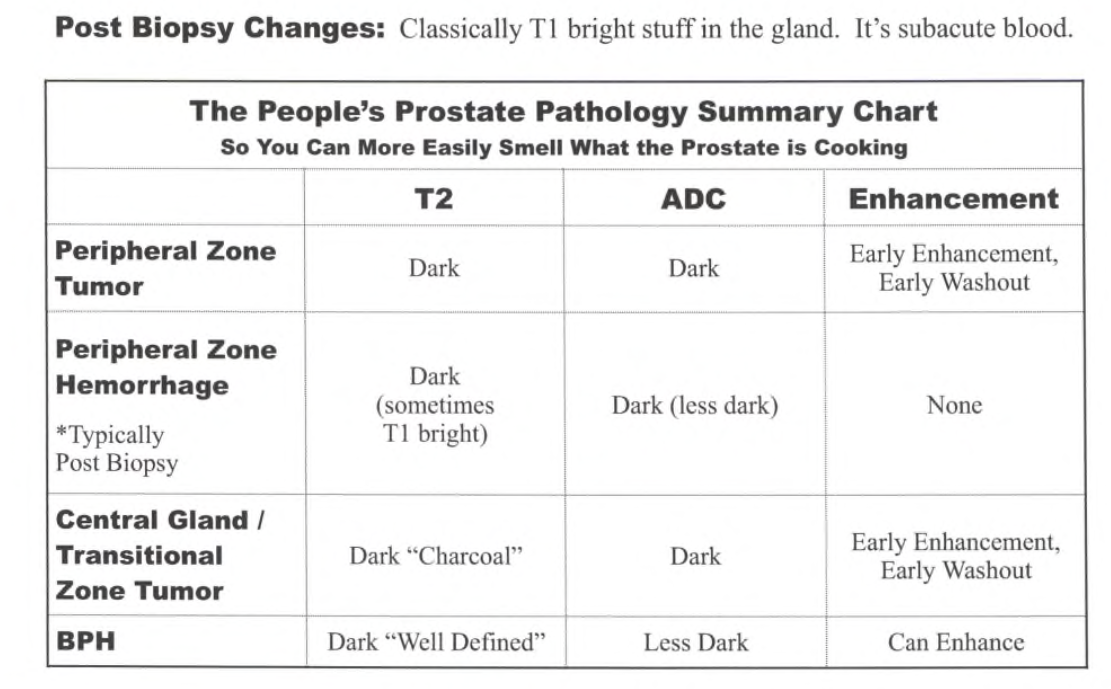 Post Biopsy Changes: Classically T1 bright stuff in the gland. It's subacute blood.
The People's Prostate Pathology Summary Chart
So You Can More Easily Smell What the Prostate is Cooking
T2 ADC Enhancement
Peripheral Zone
Tumor
Dark
Dark
Early Enhancement,
Early Washout
Peripheral Zone
Hemorrhage
*Typically
Post Biopsy
Dark
(sometimes
T1 bright)
Dark (less dark)
None
Central Gland /
Transitional
Zone Tumor
Dark “Charcoal”
Dark
Early Enhancement,
Early Washout
BPH
Dark “Well Defined”
Less Dark
Can Enhance